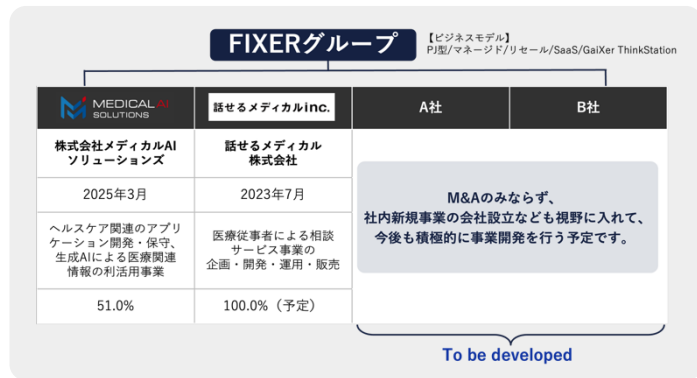 FIXERグループ
【ビジネスモデル】
PJ型/マネージド/リセール/SaaS/GaiXer ThinkStation
MEDICAL AI
SOLUTIONS
話せるメディカルinc.
A社
B社
株式会社メディカルAI
ソリューションズ
話せるメディカル
株式会社
2025年3月
2023年7月
ヘルスケア関連のアプリ
ケーション開発・保守、
生成AIによる医療関連
情報の利活用事業
医療従事者による相談
サービス事業の
企画・開発・運用・販売
51.0%
100.0%（予定）
M&Aのみならず、
社内新規事業の会社設立なども視野に入れて、
今後も積極的に事業開発を行う予定です。
To be developed